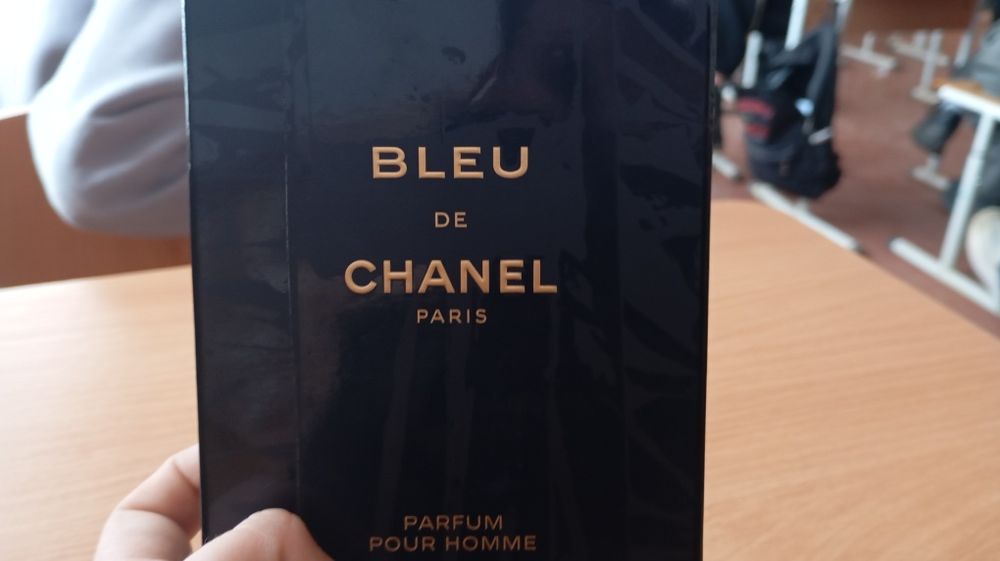 BLEU
DE
CHANEL
PARIS
PARFUM
POUR HOMME